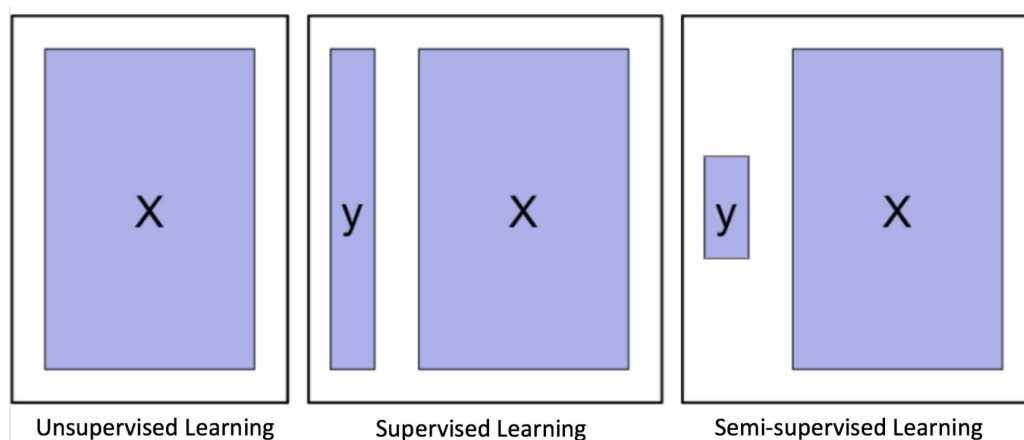 X
y
X
y
X
Unsupervised Learning
Supervised Learning
Semi-supervised Learning